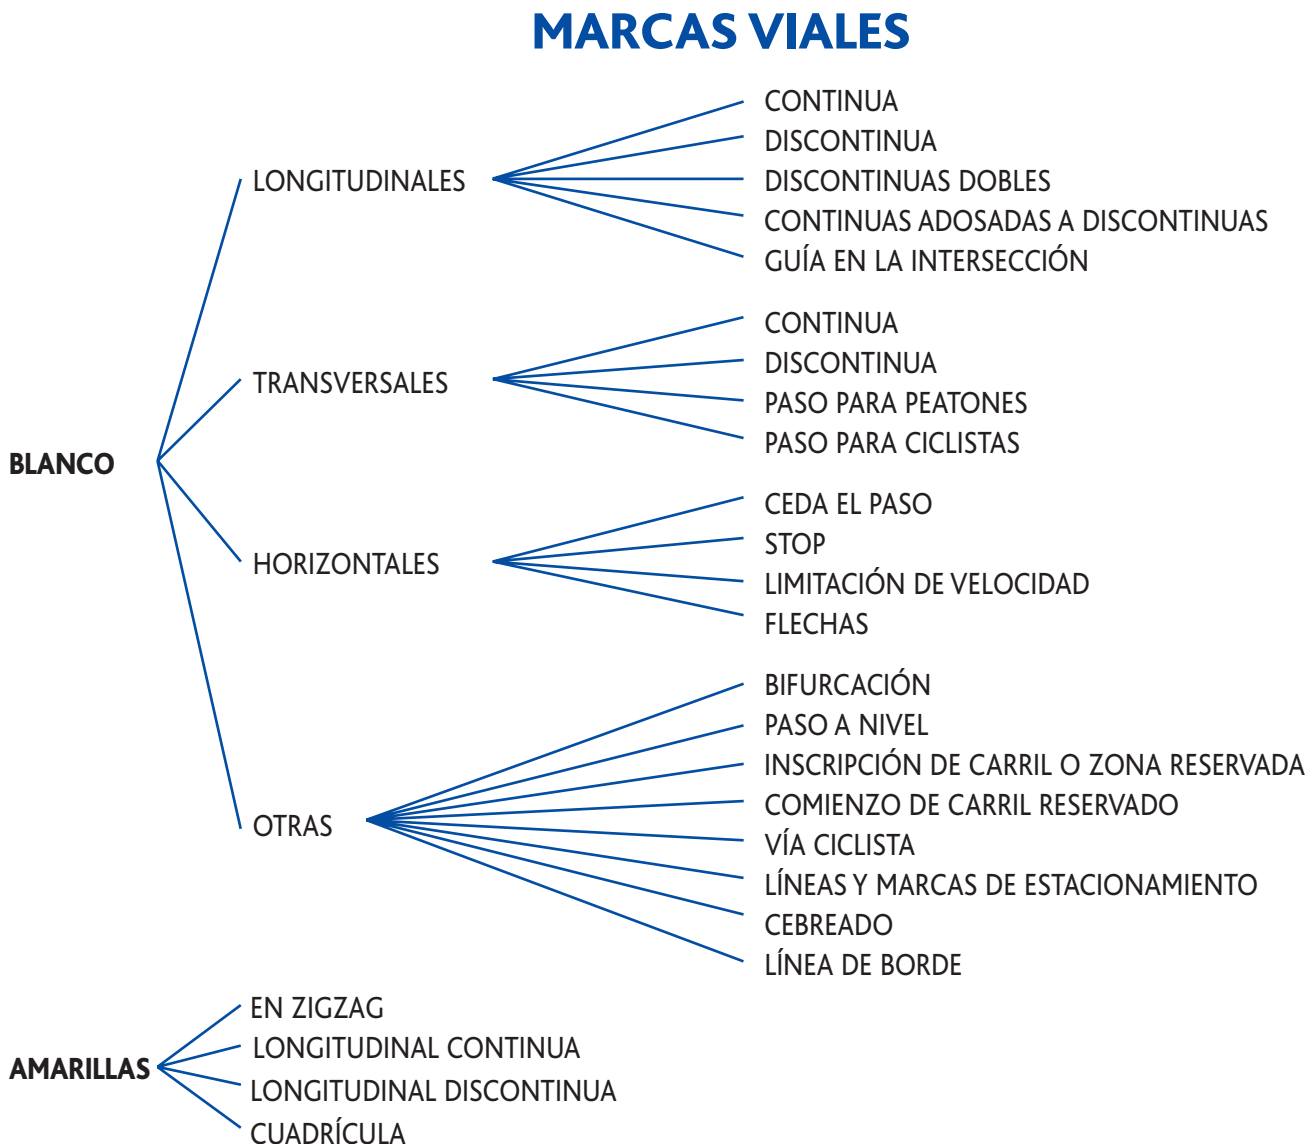 MARCAS VIALES
BLANCO
LONGITUDINALES
CONTINUA
DISCONTINUA
DISCONTINUAS DOBLES
CONTINUAS ADOSADAS A DISCONTINUAS
GUÍA EN LA INTERSECCIÓN
TRANSVERSALES
CONTINUA
DISCONTINUA
PASO PARA PEATONES
PASO PARA CICLISTAS
HORIZONTALES
CEDA EL PASO
STOP
LIMITACIÓN DE VELOCIDAD
FLECHAS
OTRAS
BIFURCACIÓN
PASO A NIVEL
INSCRIPCIÓN DE CARRIL O ZONA RESERVADA
COMIENZO DE CARRIL RESERVADO
VÍA CICLISTA
LÍNEAS Y MARCAS DE ESTACIONAMIENTO
CEBREADO
LÍNEA DE BORDE
AMARILLAS
EN ZIGZAG
LONGITUDINAL CONTINUA
LONGITUDINAL DISCONTINUA
CUADRÍCULA